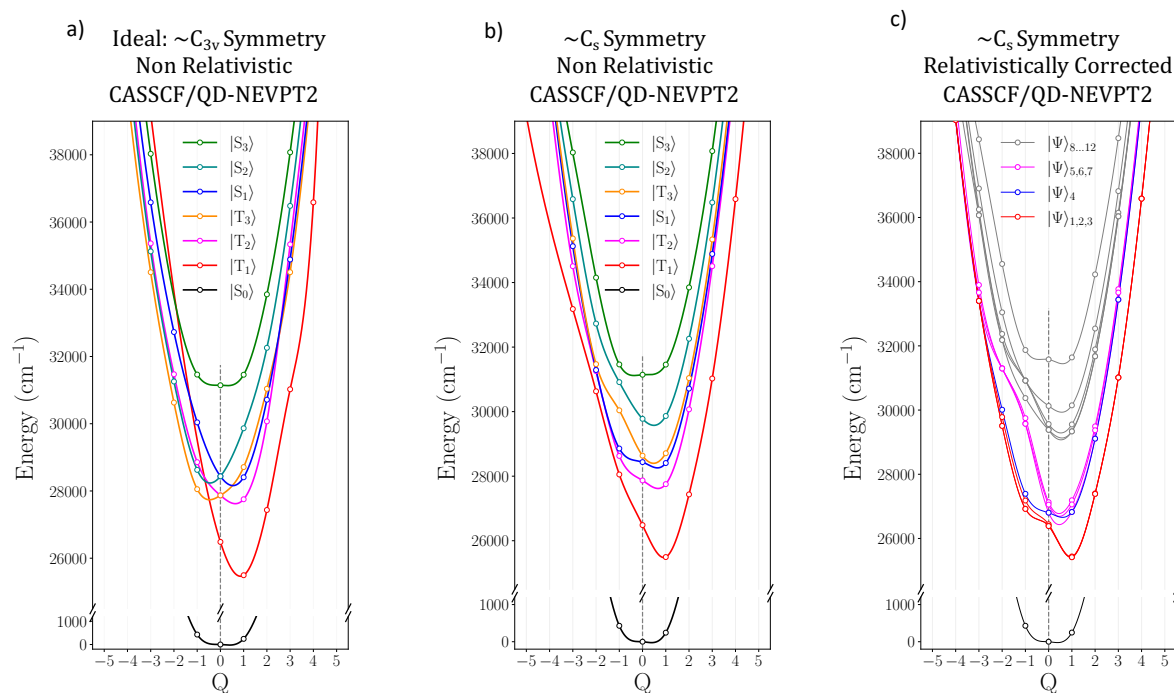 a)
Ideal: ~C3v Symmetry
Non Relativistic
CASSCF/QD-NEVPT2
38000
36000
34000
32000
30000
28000
26000
1000
0
Energy (cm⁻¹)
|S₃⟩
|S₂⟩
|S₁⟩
|T₃⟩
|T₂⟩
|T₁⟩
|S₀⟩
−5 −4 −3 −2 −1 0 1 2 3 4 5
Q
b)
~Cs Symmetry
Non Relativistic
CASSCF/QD-NEVPT2
38000
36000
34000
32000
30000
28000
26000
1000
0
Energy (cm⁻¹)
|S₃⟩
|S₂⟩
|T₃⟩
|S₁⟩
|T₂⟩
|T₁⟩
|S₀⟩
−5 −4 −3 −2 −1 0 1 2 3 4 5
Q
c)
~Cs Symmetry
Relativistically Corrected
CASSCF/QD-NEVPT2
38000
36000
34000
32000
30000
28000
26000
1000
0
Energy (cm⁻¹)
|Ψ⟩8...12
|Ψ⟩5,6,7
|Ψ⟩4
|Ψ⟩1,2,3
−5 −4 −3 −2 −1 0 1 2 3 4 5
Q